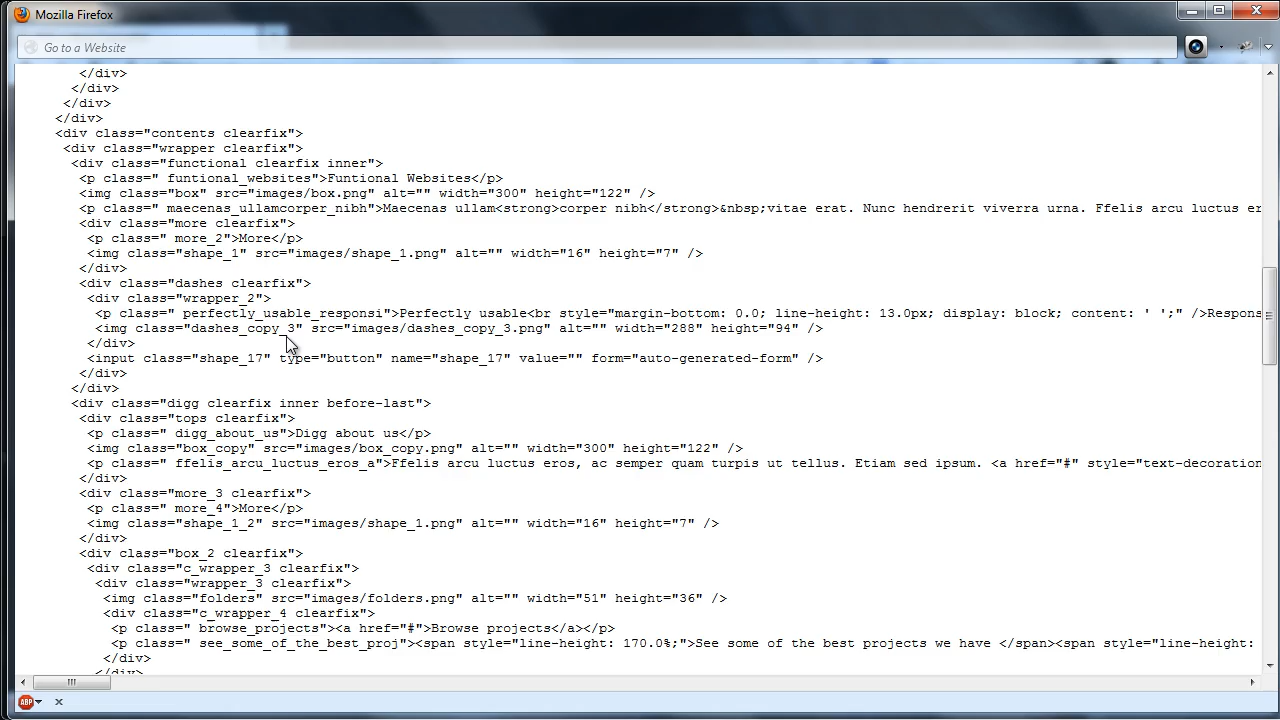 Mozilla Firefox
Go to a Website
</div>
</div>
</div>
</div>
<div class="contents clearfix">
<div class="wrapper clearfix">
<div class="functional clearfix inner">
<p class=" funtional_websites">Funtional Websites</p>
<img class="box" src="images/box.png" alt="" width="300" height="122" />
<p class=" maecenas_ullamcorper_nibh">Maecenas ullam<strong>corper nibh</strong>&nbsp;vitae erat. Nunc hendrerit viverra urna. Ffelis arcu luctus er
<div class="more clearfix">
<p class=" more_2">More</p>
<img class="shape_1" src="images/shape_1.png" alt="" width="16" height="7" />
</div>
<div class="dashes clearfix">
<div class="wrapper_2">
<p class=" perfectly_usable_responsi">Perfectly usable<br style="margin-bottom: 0.0; line-height: 13.0px; display: block; content: ' ';" />Respons
<img class="dashes_copy_3" src="images/dashes_copy_3.png" alt="" width="288" height="94" />
</div>
<input class="shape_17" type="button" name="shape_17" value="" form="auto-generated-form" />
</div>
</div>
<div class="digg clearfix inner before-last">
<div class="tops clearfix">
<p class=" digg_about_us">Digg about us</p>
<img class="box_copy" src="images/box_copy.png" alt="" width="300" height="122" />
<p class=" ffelis_arcu_luctus_eros_a">Ffelis arcu luctus eros, ac semper quam turpis ut tellus. Etiam sed ipsum. <a href="#" style="text-decoration
</div>
<div class="more_3 clearfix">
<p class=" more_4">More</p>
<img class="shape_1_2" src="images/shape_1.png" alt="" width="16" height="7" />
</div>
<div class="box_2 clearfix">
<div class="c_wrapper_3 clearfix">
<div class="wrapper_3 clearfix">
<img class="folders" src="images/folders.png" alt="" width="51" height="36" />
<div class="c_wrapper_4 clearfix">
<p class=" browse_projects"><a href="#">Browse projects</a></p>
<p class=" see_some_of_the_best_proj"><span style="line-height: 170.0%;">See some of the best projects we have </span><span style="line-height:
</div>
</div>
ABP